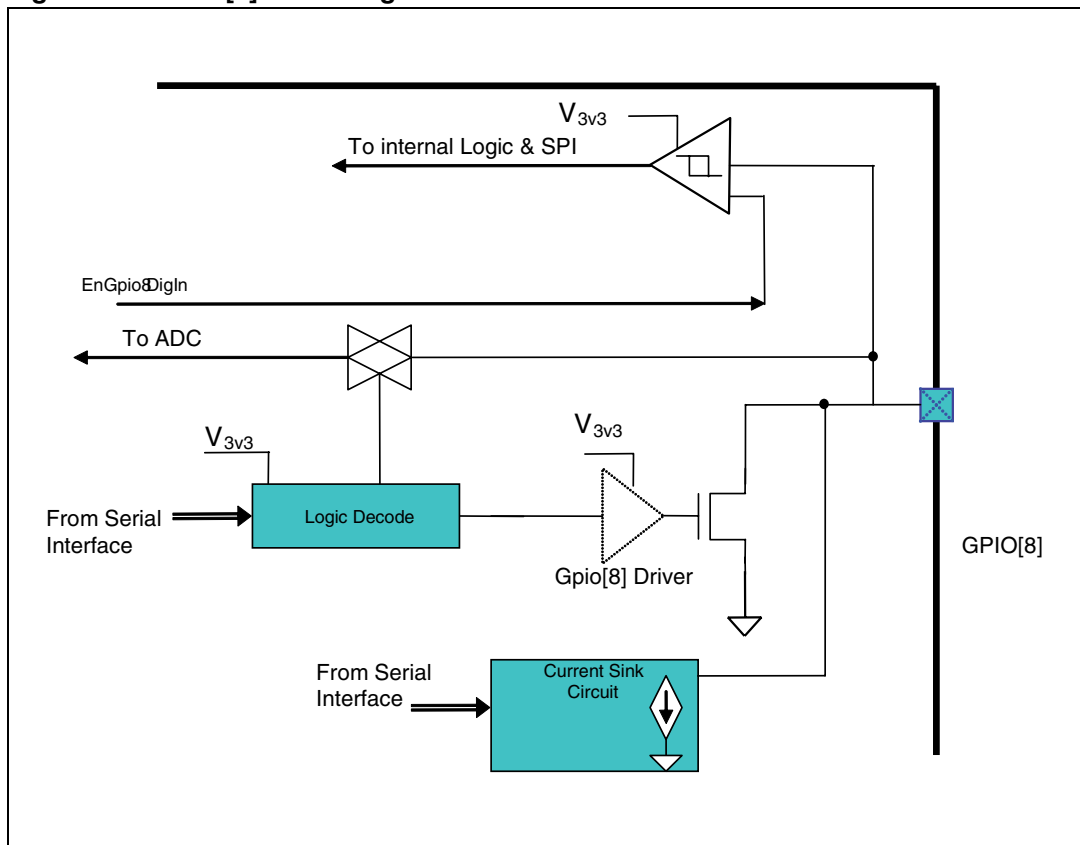 V3v3
To internal Logic & SPI
EnGpio8DigIn
To ADC
V3v3
V3v3
From Serial
Interface
Logic Decode
Gpio[8] Driver
GPIO[8]
From Serial
Interface
Current Sink
Circuit